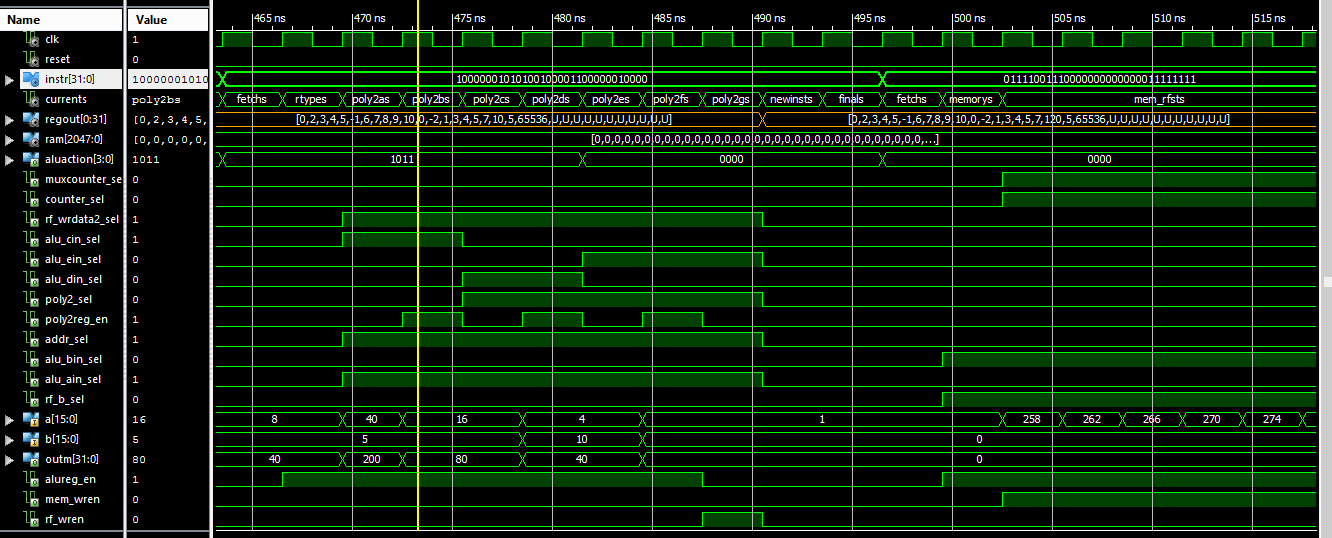 Name Value 465 ns 470 ns 475 ns 480 ns 485 ns 490 ns 495 ns 500 ns 505 ns 510 ns 515 ns
clk 1
reset 0
instr[31:0] 10000001010 10000001010100100001100000010000 01111001110000000000000011111111
currents poly2bs fetchs rtypes poly2as poly2bs poly2cs poly2ds poly2es poly2fs poly2gs newinsts finals fetchs memorys mem_rfsts
regout[0:31] [0,2,3,4,5, [0,2,3,4,5,-1,6,7,8,9,10,0,-2,1,3,4,5,7,10,5,65536,U,U,U,U,U,U,U,U,U,U,U] [0,2,3,4,5,-1,6,7,8,9,10,0,-2,1,3,4,5,7,120,5,65536,U,U,U,U,U,U,U,U,U,U,U]
ram[2047:0] [0,0,0,0,0, [0,0,0,0,0,0,0,0,0,0,0,0,0,0,0,0,0,0,0,0,0,0,0,0,0,0,0,0,0,0,0,...]
aluaction[3:0] 1011 1011 0000 0000
muxcounter_se 0
counter_sel 0
rf_wrdata2_sel 1
alu_cin_sel 1
alu_ein_sel 0
alu_din_sel 0
poly2_sel 0
poly2reg_en 1
addr_sel 1
alu_bin_sel 0
alu_ain_sel 1
rf_b_sel 0
a[15:0] 16 8 40 16 4 1 258 262 266 270 274
b[15:0] 5 5 10 0
outm[31:0] 80 40 200 80 40 0
alureg_en 1
mem_wren 0
rf_wren 0